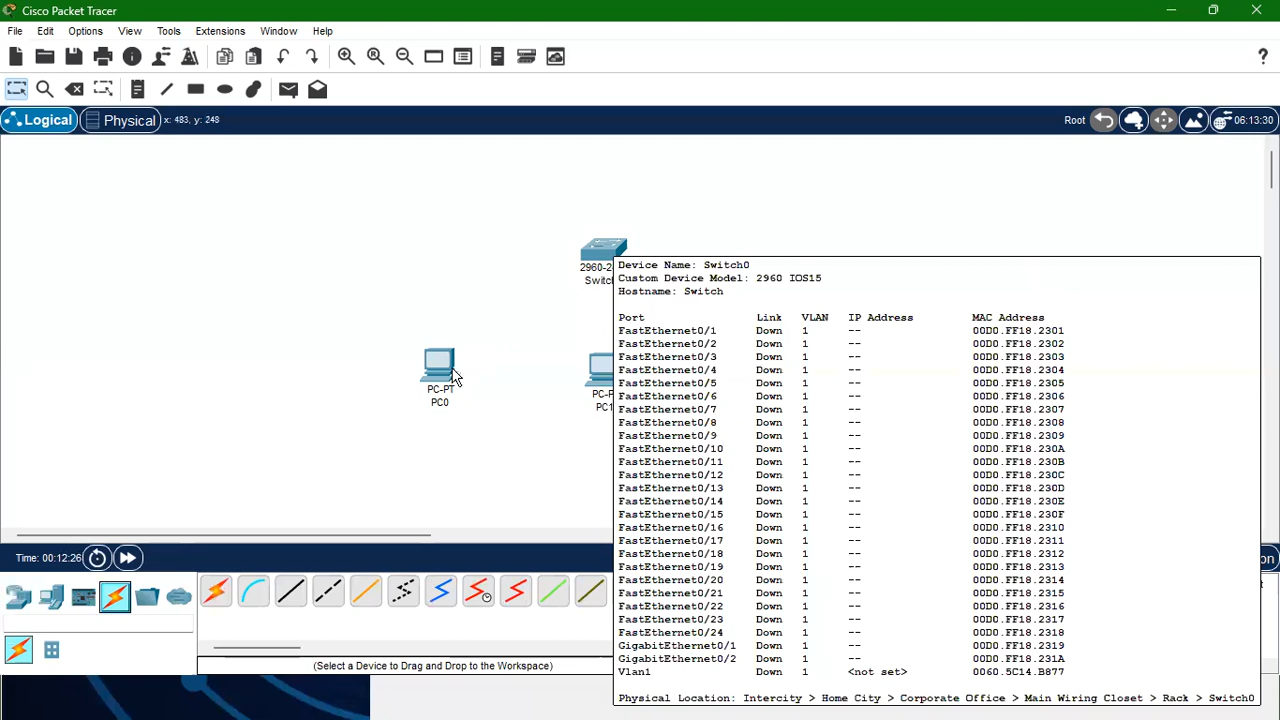 Cisco Packet Tracer
File Edit Options View Tools Extensions Window Help
Logical Physical x: 483, y: 248 Root 06:13:30
2960-2
Switch
PC-PT
PC0
PC-P
PC1
Device Name: Switch0
Custom Device Model: 2960 IOS15
Hostname: Switch
Port Link VLAN IP Address MAC Address
FastEthernet0/1 Down 1 -- 00D0.FF18.2301
FastEthernet0/2 Down 1 -- 00D0.FF18.2302
FastEthernet0/3 Down 1 -- 00D0.FF18.2303
FastEthernet0/4 Down 1 -- 00D0.FF18.2304
FastEthernet0/5 Down 1 -- 00D0.FF18.2305
FastEthernet0/6 Down 1 -- 00D0.FF18.2306
FastEthernet0/7 Down 1 -- 00D0.FF18.2307
FastEthernet0/8 Down 1 -- 00D0.FF18.2308
FastEthernet0/9 Down 1 -- 00D0.FF18.2309
FastEthernet0/10 Down 1 -- 00D0.FF18.230A
FastEthernet0/11 Down 1 -- 00D0.FF18.230B
FastEthernet0/12 Down 1 -- 00D0.FF18.230C
FastEthernet0/13 Down 1 -- 00D0.FF18.230D
FastEthernet0/14 Down 1 -- 00D0.FF18.230E
FastEthernet0/15 Down 1 -- 00D0.FF18.230F
FastEthernet0/16 Down 1 -- 00D0.FF18.2310
FastEthernet0/17 Down 1 -- 00D0.FF18.2311
FastEthernet0/18 Down 1 -- 00D0.FF18.2312
FastEthernet0/19 Down 1 -- 00D0.FF18.2313
FastEthernet0/20 Down 1 -- 00D0.FF18.2314
FastEthernet0/21 Down 1 -- 00D0.FF18.2315
FastEthernet0/22 Down 1 -- 00D0.FF18.2316
FastEthernet0/23 Down 1 -- 00D0.FF18.2317
FastEthernet0/24 Down 1 -- 00D0.FF18.2318
GigabitEthernet0/1 Down 1 -- 00D0.FF18.2319
GigabitEthernet0/2 Down 1 -- 00D0.FF18.231A
Vlan1 Down 1 <not set> 0060.5C14.B877
Physical Location: Intercity > Home City > Corporate Office > Main Wiring Closet > Rack > Switch0
Time: 00:12:26
on
(Select a Device to Drag and Drop to the Workspace)